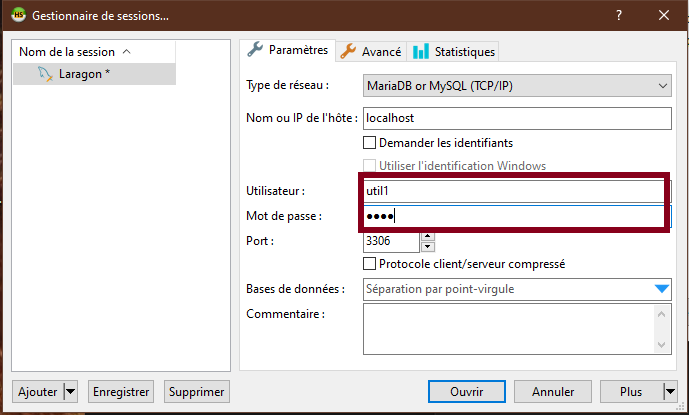 HS Gestionnaire de sessions... ?
Nom de la session
Laragon *
Paramètres Avancé Statistiques
Type de réseau : MariaDB or MySQL (TCP/IP)
Nom ou IP de l'hôte : localhost
Demander les identifiants
Utiliser l'identification Windows
Utilisateur : util1
Mot de passe : ●●●●
Port : 3306
Protocole client/serveur compressé
Bases de données : Séparation par point-virgule
Commentaire :
Ajouter Enregistrer Supprimer Ouvrir Annuler Plus